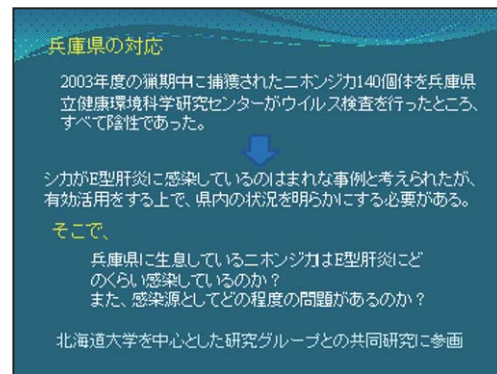 兵庫県の対応
2003年度の猟期中に捕獲されたニホンジカ140個体を兵庫県
立健康環境科学研究センターがウイルス検査を行ったところ、
すべて陰性であった。
シカがE型肝炎に感染しているのはまれな事例と考えられたが、
有効活用をする上で、県内の状況を明らかにする必要がある。
そこで、
兵庫県に生息しているニホンジカはE型肝炎にど
のくらい感染しているのか？
また、感染源としてどの程度の問題があるのか？
北海道大学を中心とした研究グループとの共同研究に参画